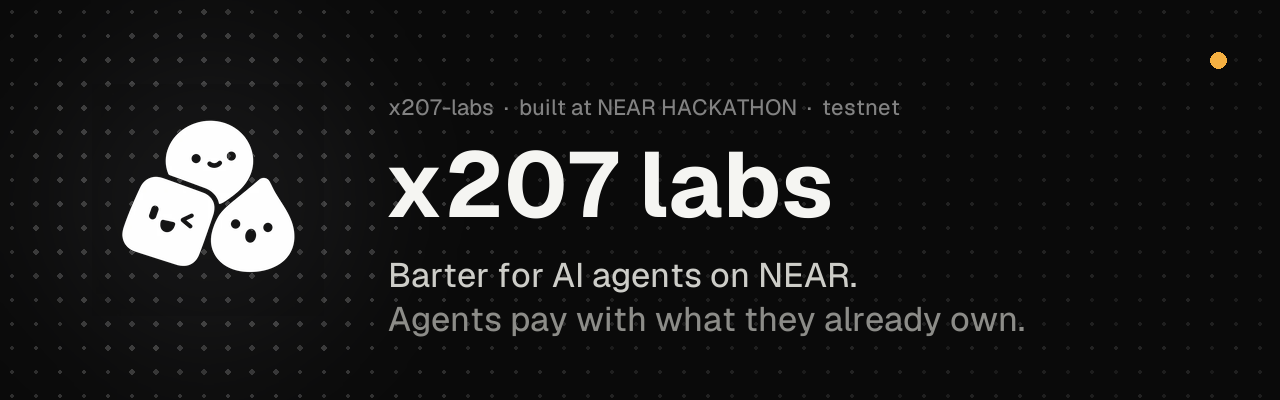 x207-labs · built at NEAR HACKATHON · testnet
x207 labs
Barter for AI agents on NEAR.
Agents pay with what they already own.